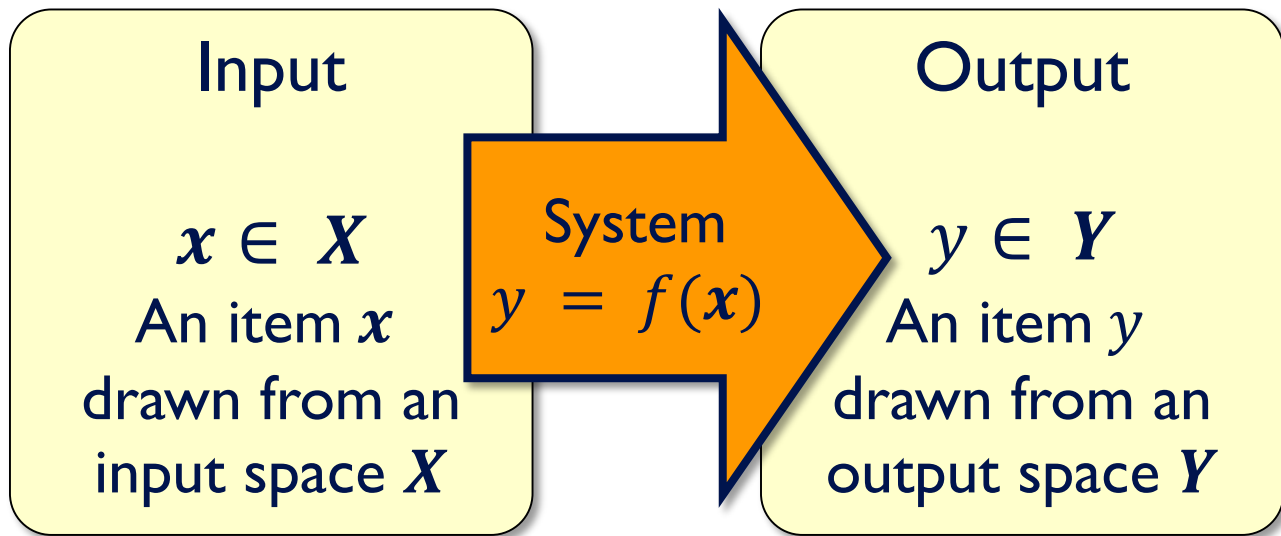 Input
x ∈ X
An item x
drawn from an
input space X
System
y = f(x)
Output
y ∈ Y
An item y
drawn from an
output space Y